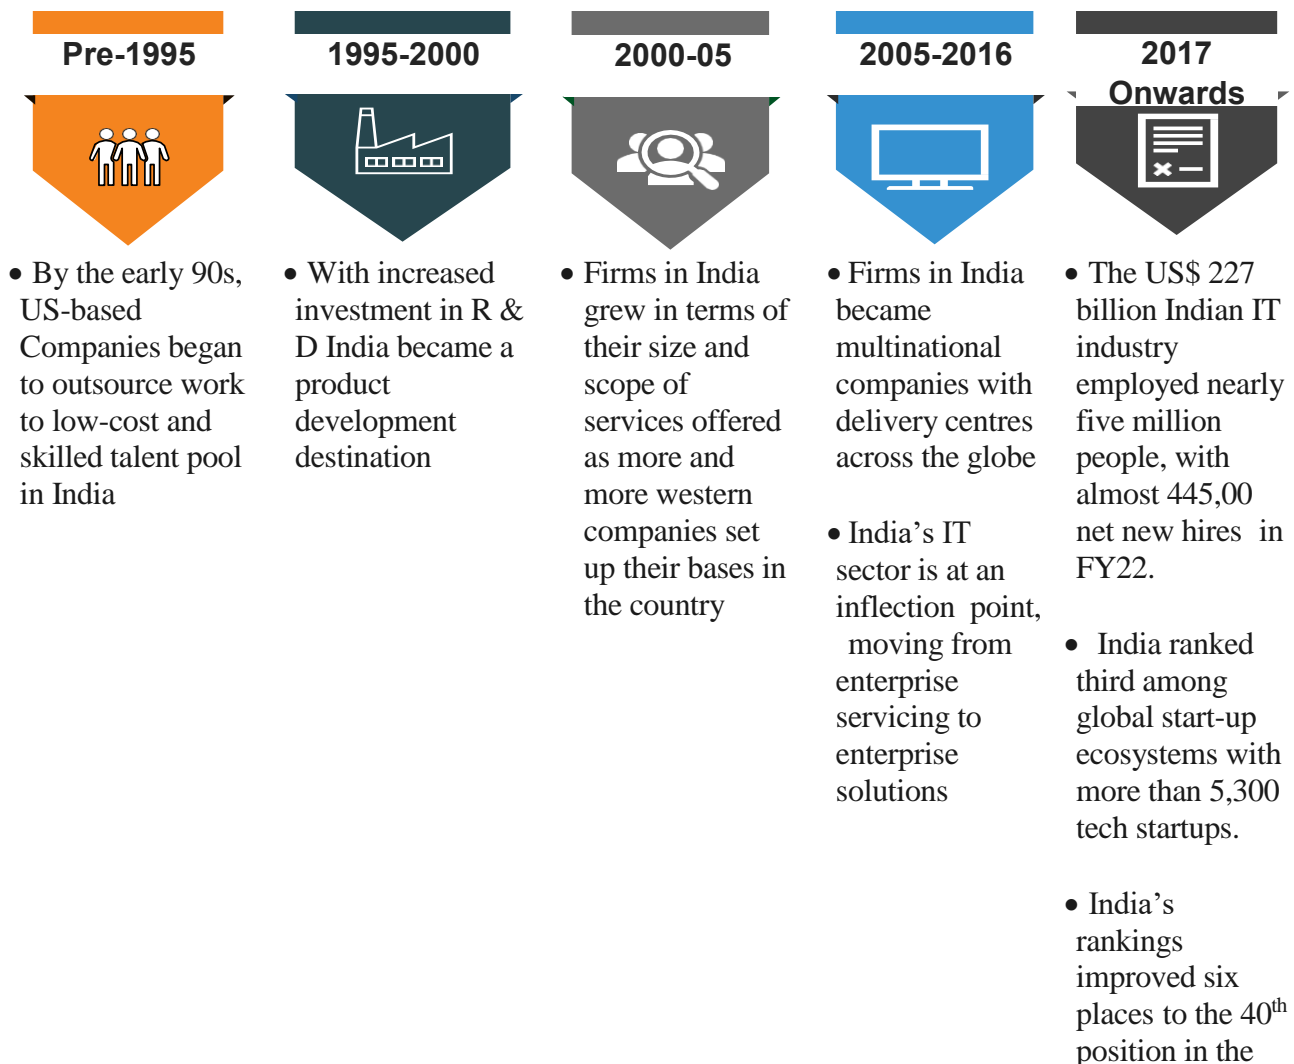 Pre-1995
• By the early 90s,
US-based
Companies began
to outsource work
to low-cost and
skilled talent pool
in India
1995-2000
• With increased
investment in R &
D India became a
product
development
destination
2000-05
• Firms in India
grew in terms of
their size and
scope of
services offered
as more and
more western
companies set
up their bases in
the country
2005-2016
• Firms in India
became
multinational
companies with
delivery centres
across the globe
• India’s IT
sector is at an
inflection point,
moving from
enterprise
servicing to
enterprise
solutions
2017
Onwards
• The US$ 227
billion Indian IT
industry
employed nearly
five million
people, with
almost 445,00
net new hires in
FY22.
• India ranked
third among
global start-up
ecosystems with
more than 5,300
tech startups.
• India’s
rankings
improved six
places to the 40th
position in the